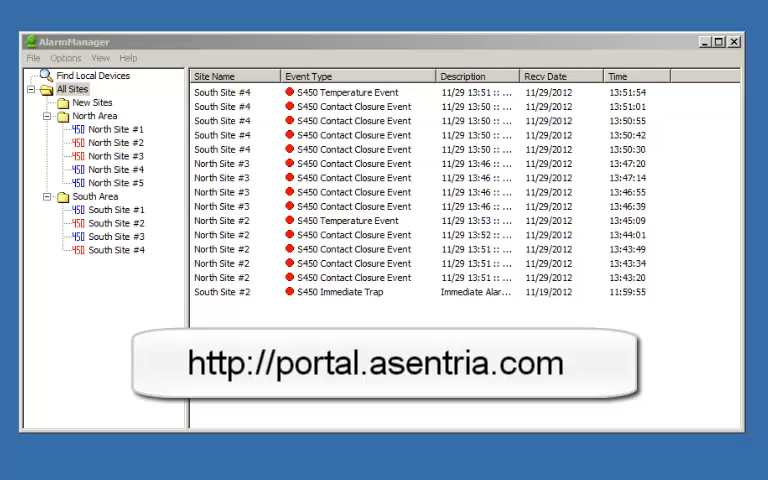 AlarmManager
File Options View Help
Find Local Devices
All Sites
New Sites
North Area
450 North Site #1
450 North Site #2
450 North Site #3
450 North Site #4
450 North Site #5
South Area
450 South Site #1
450 South Site #2
450 South Site #3
450 South Site #4
Site Name Event Type Description Recv Date Time
South Site #4 S450 Temperature Event 11/29 13:51 :: ... 11/29/2012 13:51:54
South Site #4 S450 Contact Closure Event 11/29 13:51 :: ... 11/29/2012 13:51:01
South Site #4 S450 Contact Closure Event 11/29 13:50 :: ... 11/29/2012 13:50:55
South Site #4 S450 Contact Closure Event 11/29 13:50 :: ... 11/29/2012 13:50:42
South Site #4 S450 Contact Closure Event 11/29 13:50 :: ... 11/29/2012 13:50:30
North Site #3 S450 Contact Closure Event 11/29 13:46 :: ... 11/29/2012 13:47:20
North Site #3 S450 Contact Closure Event 11/29 13:46 :: ... 11/29/2012 13:47:14
North Site #3 S450 Contact Closure Event 11/29 13:46 :: ... 11/29/2012 13:46:55
North Site #3 S450 Contact Closure Event 11/29 13:46 :: ... 11/29/2012 13:46:39
North Site #2 S450 Temperature Event 11/29 13:53 :: ... 11/29/2012 13:45:09
North Site #2 S450 Contact Closure Event 11/29 13:52 :: ... 11/29/2012 13:44:01
North Site #2 S450 Contact Closure Event 11/29 13:51 :: ... 11/29/2012 13:43:49
North Site #2 S450 Contact Closure Event 11/29 13:51 :: ... 11/29/2012 13:43:34
North Site #2 S450 Contact Closure Event 11/29 13:51 :: ... 11/29/2012 13:43:20
South Site #2 S450 Immediate Trap Immediate Alar... 11/19/2012 11:59:55
http://portal.asentria.com